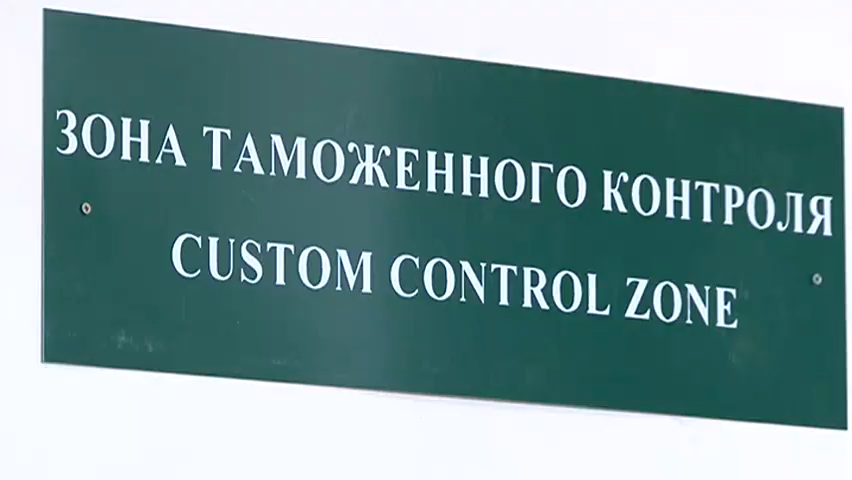 ЗОНА ТАМОЖЕННОГО КОНТРОЛЯ
CUSTOM CONTROL ZONE